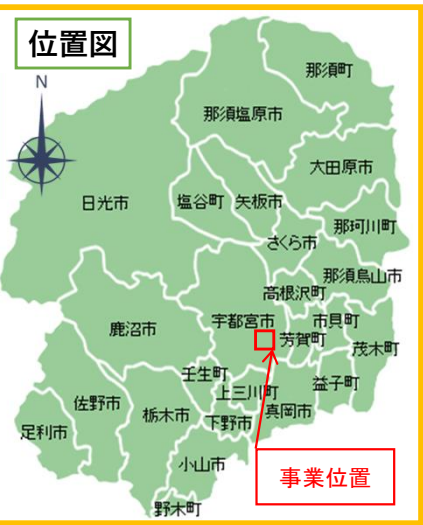 位置図
N
那須町
那須塩原市
大田原市
日光市
塩谷町
矢板市
那珂川町
さくら市
那須烏山市
高根沢町
宇都宮市
市貝町
鹿沼市
芳賀町
茂木町
壬生町
上三川町
益子町
佐野市
栃木市
下野市
真岡市
足利市
小山市
事業位置
野木町